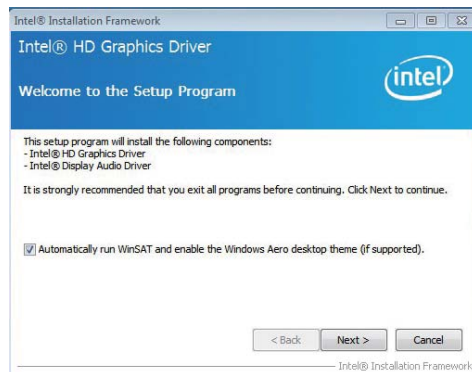 Intel® Installation Framework
Intel® HD Graphics Driver
Welcome to the Setup Program
intel
This setup program will install the following components:
- Intel® HD Graphics Driver
- Intel® Display Audio Driver
It is strongly recommended that you exit all programs before continuing. Click Next to continue.
Automatically run WinSAT and enable the Windows Aero desktop theme (if supported).
< Back Next > Cancel
Intel® Installation Framework